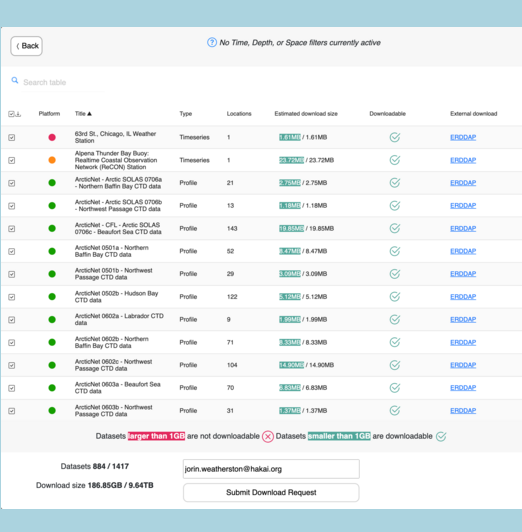 Back
? No Time, Depth, or Space filters currently active
Search table
Platform Title ▲ Type Locations Estimated download size Downloadable External download
63rd St., Chicago, IL Weather
Station
Timeseries 1 1.61MB / 1.61MB ERDDAP
Alpena Thunder Bay Buoy:
Realtime Coastal Observation
Network (ReCON) Station
Timeseries 1 23.72MB / 23.72MB ERDDAP
ArcticNet - Arctic SOLAS 0706a
- Northern Baffin Bay CTD data
Profile 21 2.75MB / 2.75MB ERDDAP
ArcticNet - Arctic SOLAS 0706b
- Northwest Passage CTD data
Profile 13 1.18MB / 1.18MB ERDDAP
ArcticNet - CFL - Arctic SOLAS
0706c - Beaufort Sea CTD data
Profile 143 19.85MB / 19.85MB ERDDAP
ArcticNet 0501a - Northern
Baffin Bay CTD data
Profile 52 8.47MB / 8.47MB ERDDAP
ArcticNet 0501b - Northwest
Passage CTD data
Profile 29 3.09MB / 3.09MB ERDDAP
ArcticNet 0502b - Hudson Bay
CTD data
Profile 122 5.12MB / 5.12MB ERDDAP
ArcticNet 0602a - Labrador CTD
data
Profile 9 1.99MB / 1.99MB ERDDAP
ArcticNet 0602b - Northern
Baffin Bay CTD data
Profile 71 8.33MB / 8.33MB ERDDAP
ArcticNet 0602c - Northwest
Passage CTD data
Profile 104 14.90MB / 14.90MB ERDDAP
ArcticNet 0603a - Beaufort Sea
CTD data
Profile 70 6.83MB / 6.83MB ERDDAP
ArcticNet 0603b - Northwest
Passage CTD data
Profile 31 1.37MB / 1.37MB ERDDAP
Datasets larger than 1GB are not downloadable Datasets smaller than 1GB are downloadable
Datasets 884 / 1417
jorin.weatherston@hakai.org
Download size 186.85GB / 9.64TB
Submit Download Request